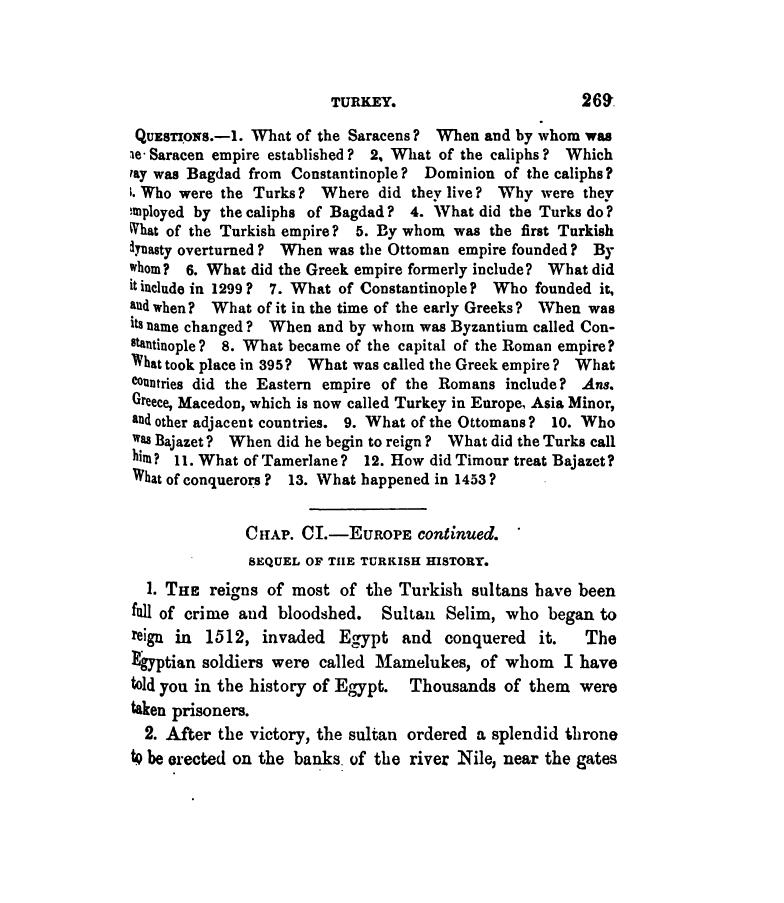 TURKEY. 269
QUESTIONS.—1. What of the Saracens? When and by whom was
Saracen empire established? 2. What of the caliphs? Which
was Bagdad from Constantinople? Dominion of the caliphs?
Who were the Turks? Where did they live? Why were they
employed by the caliphs of Bagdad? 4. What did the Turks do?
What of the Turkish empire? 5. By whom was the first Turkish
dynasty overturned? When was the Ottoman empire founded? By
whom? 6. What did the Greek empire formerly include? What did
it include in 1299? 7. What of Constantinople? Who founded it,
and when? What of it in the time of the early Greeks? When was
its name changed? When and by whom was Byzantium called Con-
stantinople? 8. What became of the capital of the Roman empire?
What took place in 395? What was called the Greek empire? What
countries did the Eastern empire of the Romans include? Ans.
Greece, Macedon, which is now called Turkey in Europe, Asia Minor,
and other adjacent countries. 9. What of the Ottomans? 10. Who
was Bajazet? When did he begin to reign? What did the Turks call
him? 11. What of Tamerlane? 12. How did Timour treat Bajazet?
What of conquerors? 13. What happened in 1453?
CHAP. CI.—EUROPE continued.
SEQUEL OF THE TURKISH HISTORY.
1. THE reigns of most of the Turkish sultans have been
full of crime and bloodshed. Sultan Selim, who began to
reign in 1512, invaded Egypt and conquered it. The
Egyptian soldiers were called Mamelukes, of whom I have
told you in the history of Egypt. Thousands of them were
taken prisoners.
2. After the victory, the sultan ordered a splendid throne
to be erected on the banks of the river Nile, near the gates